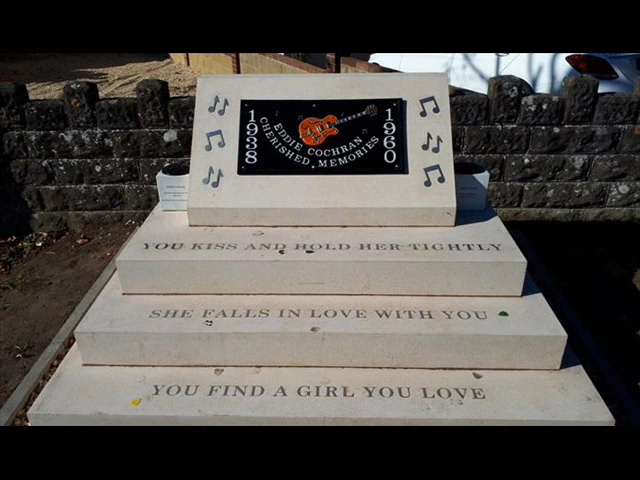 1938
EDDIE COCHRAN
CHERISHED MEMORIES
1960
YOU KISS AND HOLD HER TIGHTLY
SHE FALLS IN LOVE WITH YOU
YOU FIND A GIRL YOU LOVE